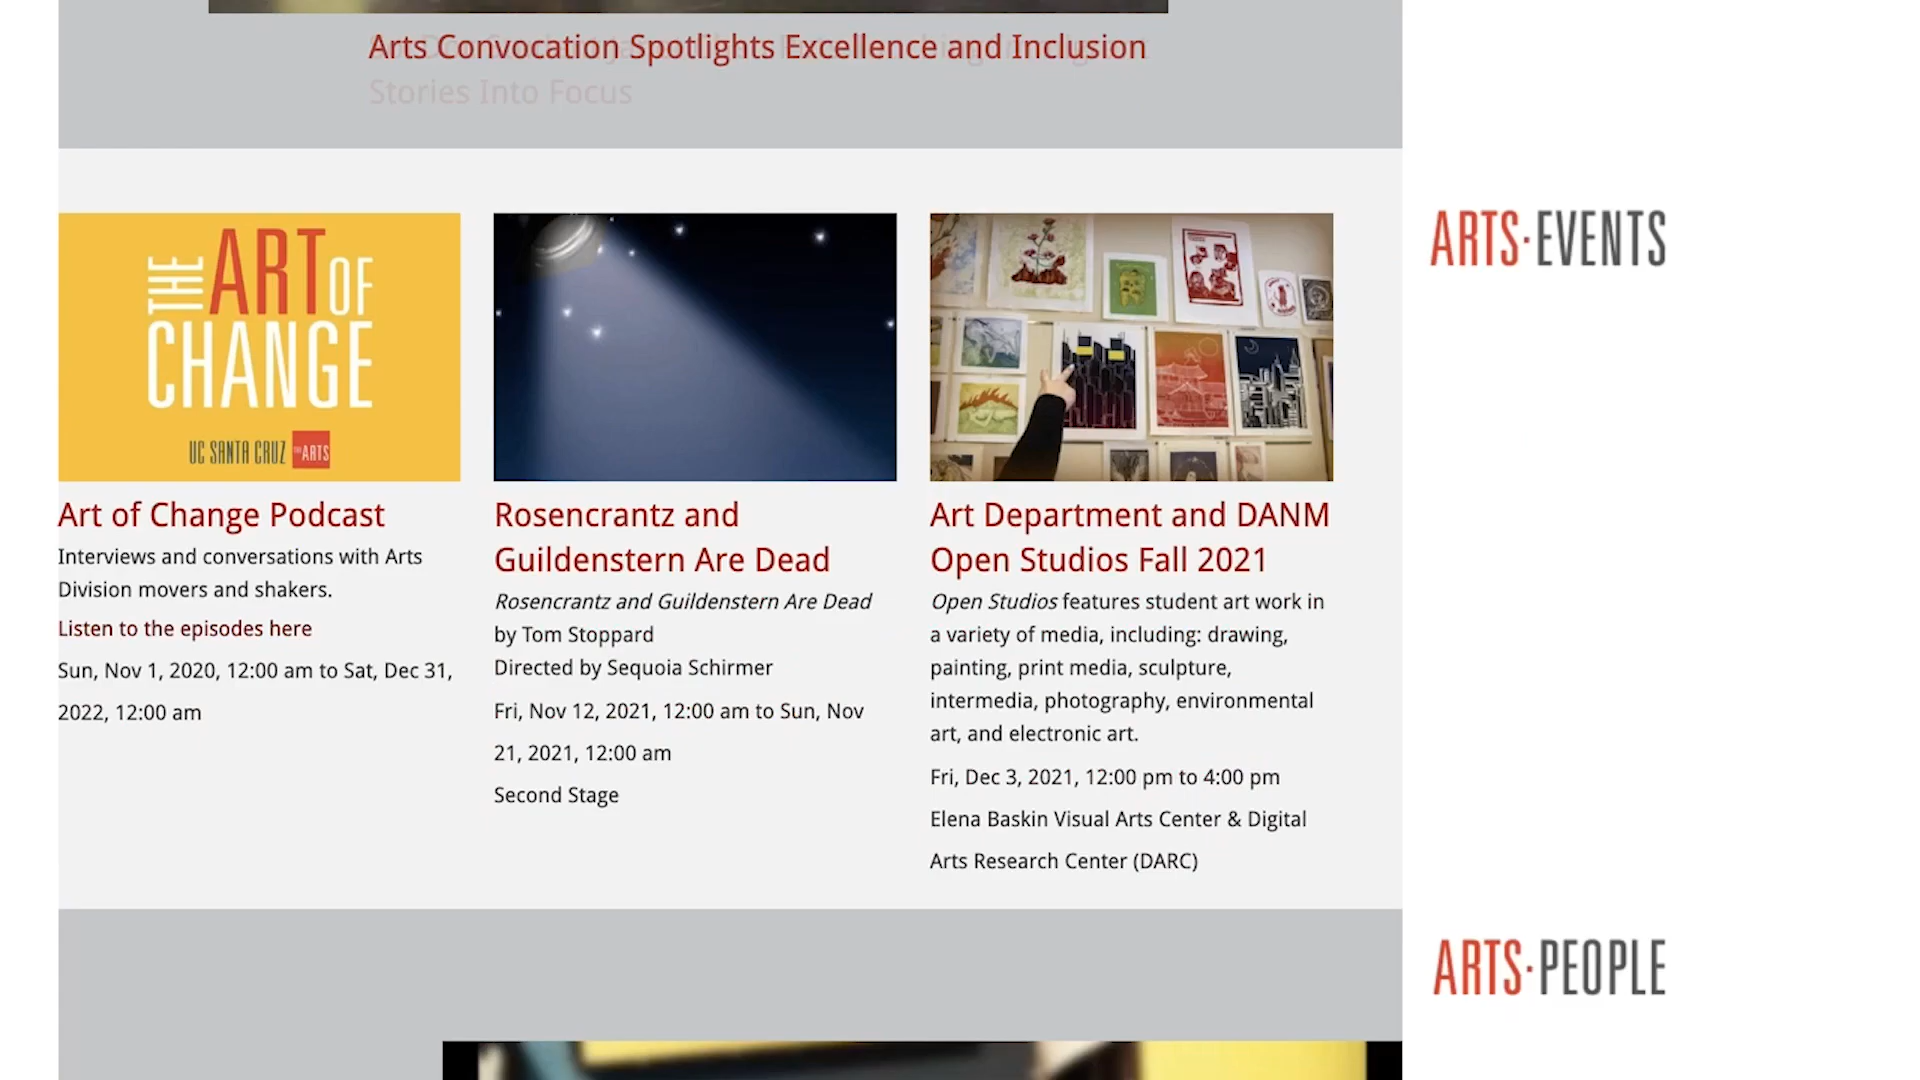 Arts Convocation Spotlights Excellence and Inclusion
Stories Into Focus
ARTS·EVENTS
THE ART OF
CHANGE
UC SANTA CRUZ THE ARTS
Art of Change Podcast
Interviews and conversations with Arts
Division movers and shakers.
Listen to the episodes here
Sun, Nov 1, 2020, 12:00 am to Sat, Dec 31,
2022, 12:00 am
Rosencrantz and
Guildenstern Are Dead
Rosencrantz and Guildenstern Are Dead
by Tom Stoppard
Directed by Sequoia Schirmer
Fri, Nov 12, 2021, 12:00 am to Sun, Nov
21, 2021, 12:00 am
Second Stage
Art Department and DANM
Open Studios Fall 2021
Open Studios features student art work in
a variety of media, including: drawing,
painting, print media, sculpture,
intermedia, photography, environmental
art, and electronic art.
Fri, Dec 3, 2021, 12:00 pm to 4:00 pm
Elena Baskin Visual Arts Center & Digital
Arts Research Center (DARC)
ARTS·PEOPLE